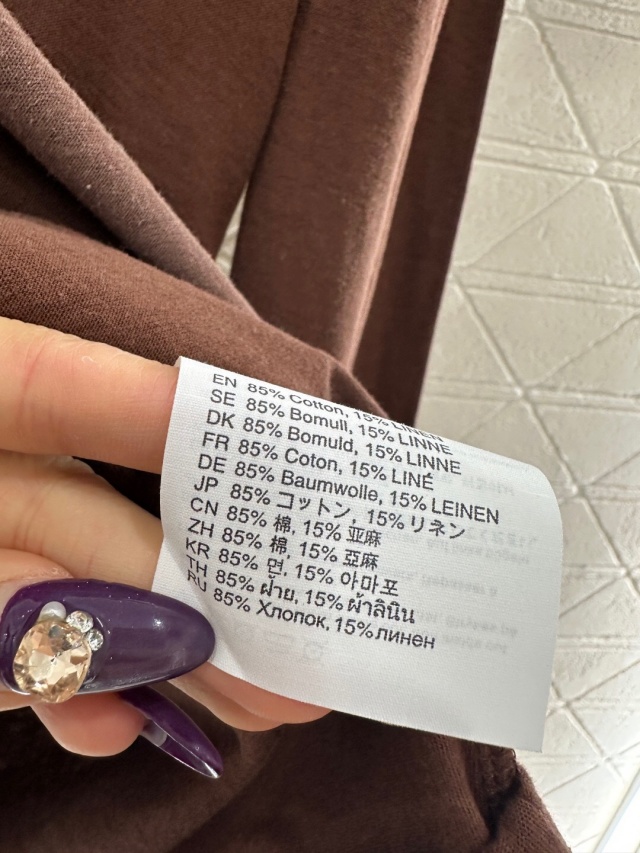 EN 85% Cotton, 15% LINEN
SE 85% Bomull, 15% LINNE
DK 85% Bomuld, 15% LINNE
FR 85% Coton, 15% LINÉ
DE 85% Baumwolle, 15% LEINEN
JP 85% コットン, 15% リネン
CN 85% 棉, 15% 亚麻
ZH 85% 棉, 15% 亞麻
KR 85% 면, 15% 아마포
TH 85% ฝ้าย, 15% ผ้าลินิน
RU 85% Хлопок, 15% линен